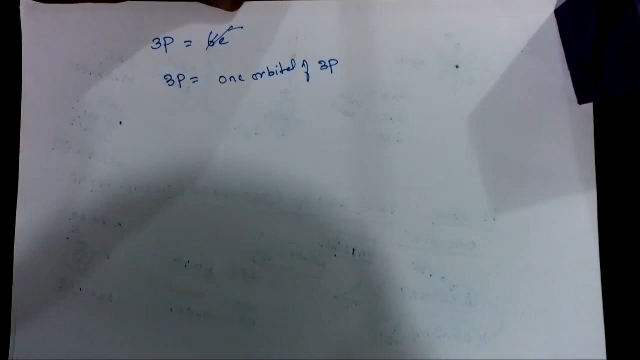 3P = 6e
3P = one orbital of 3P